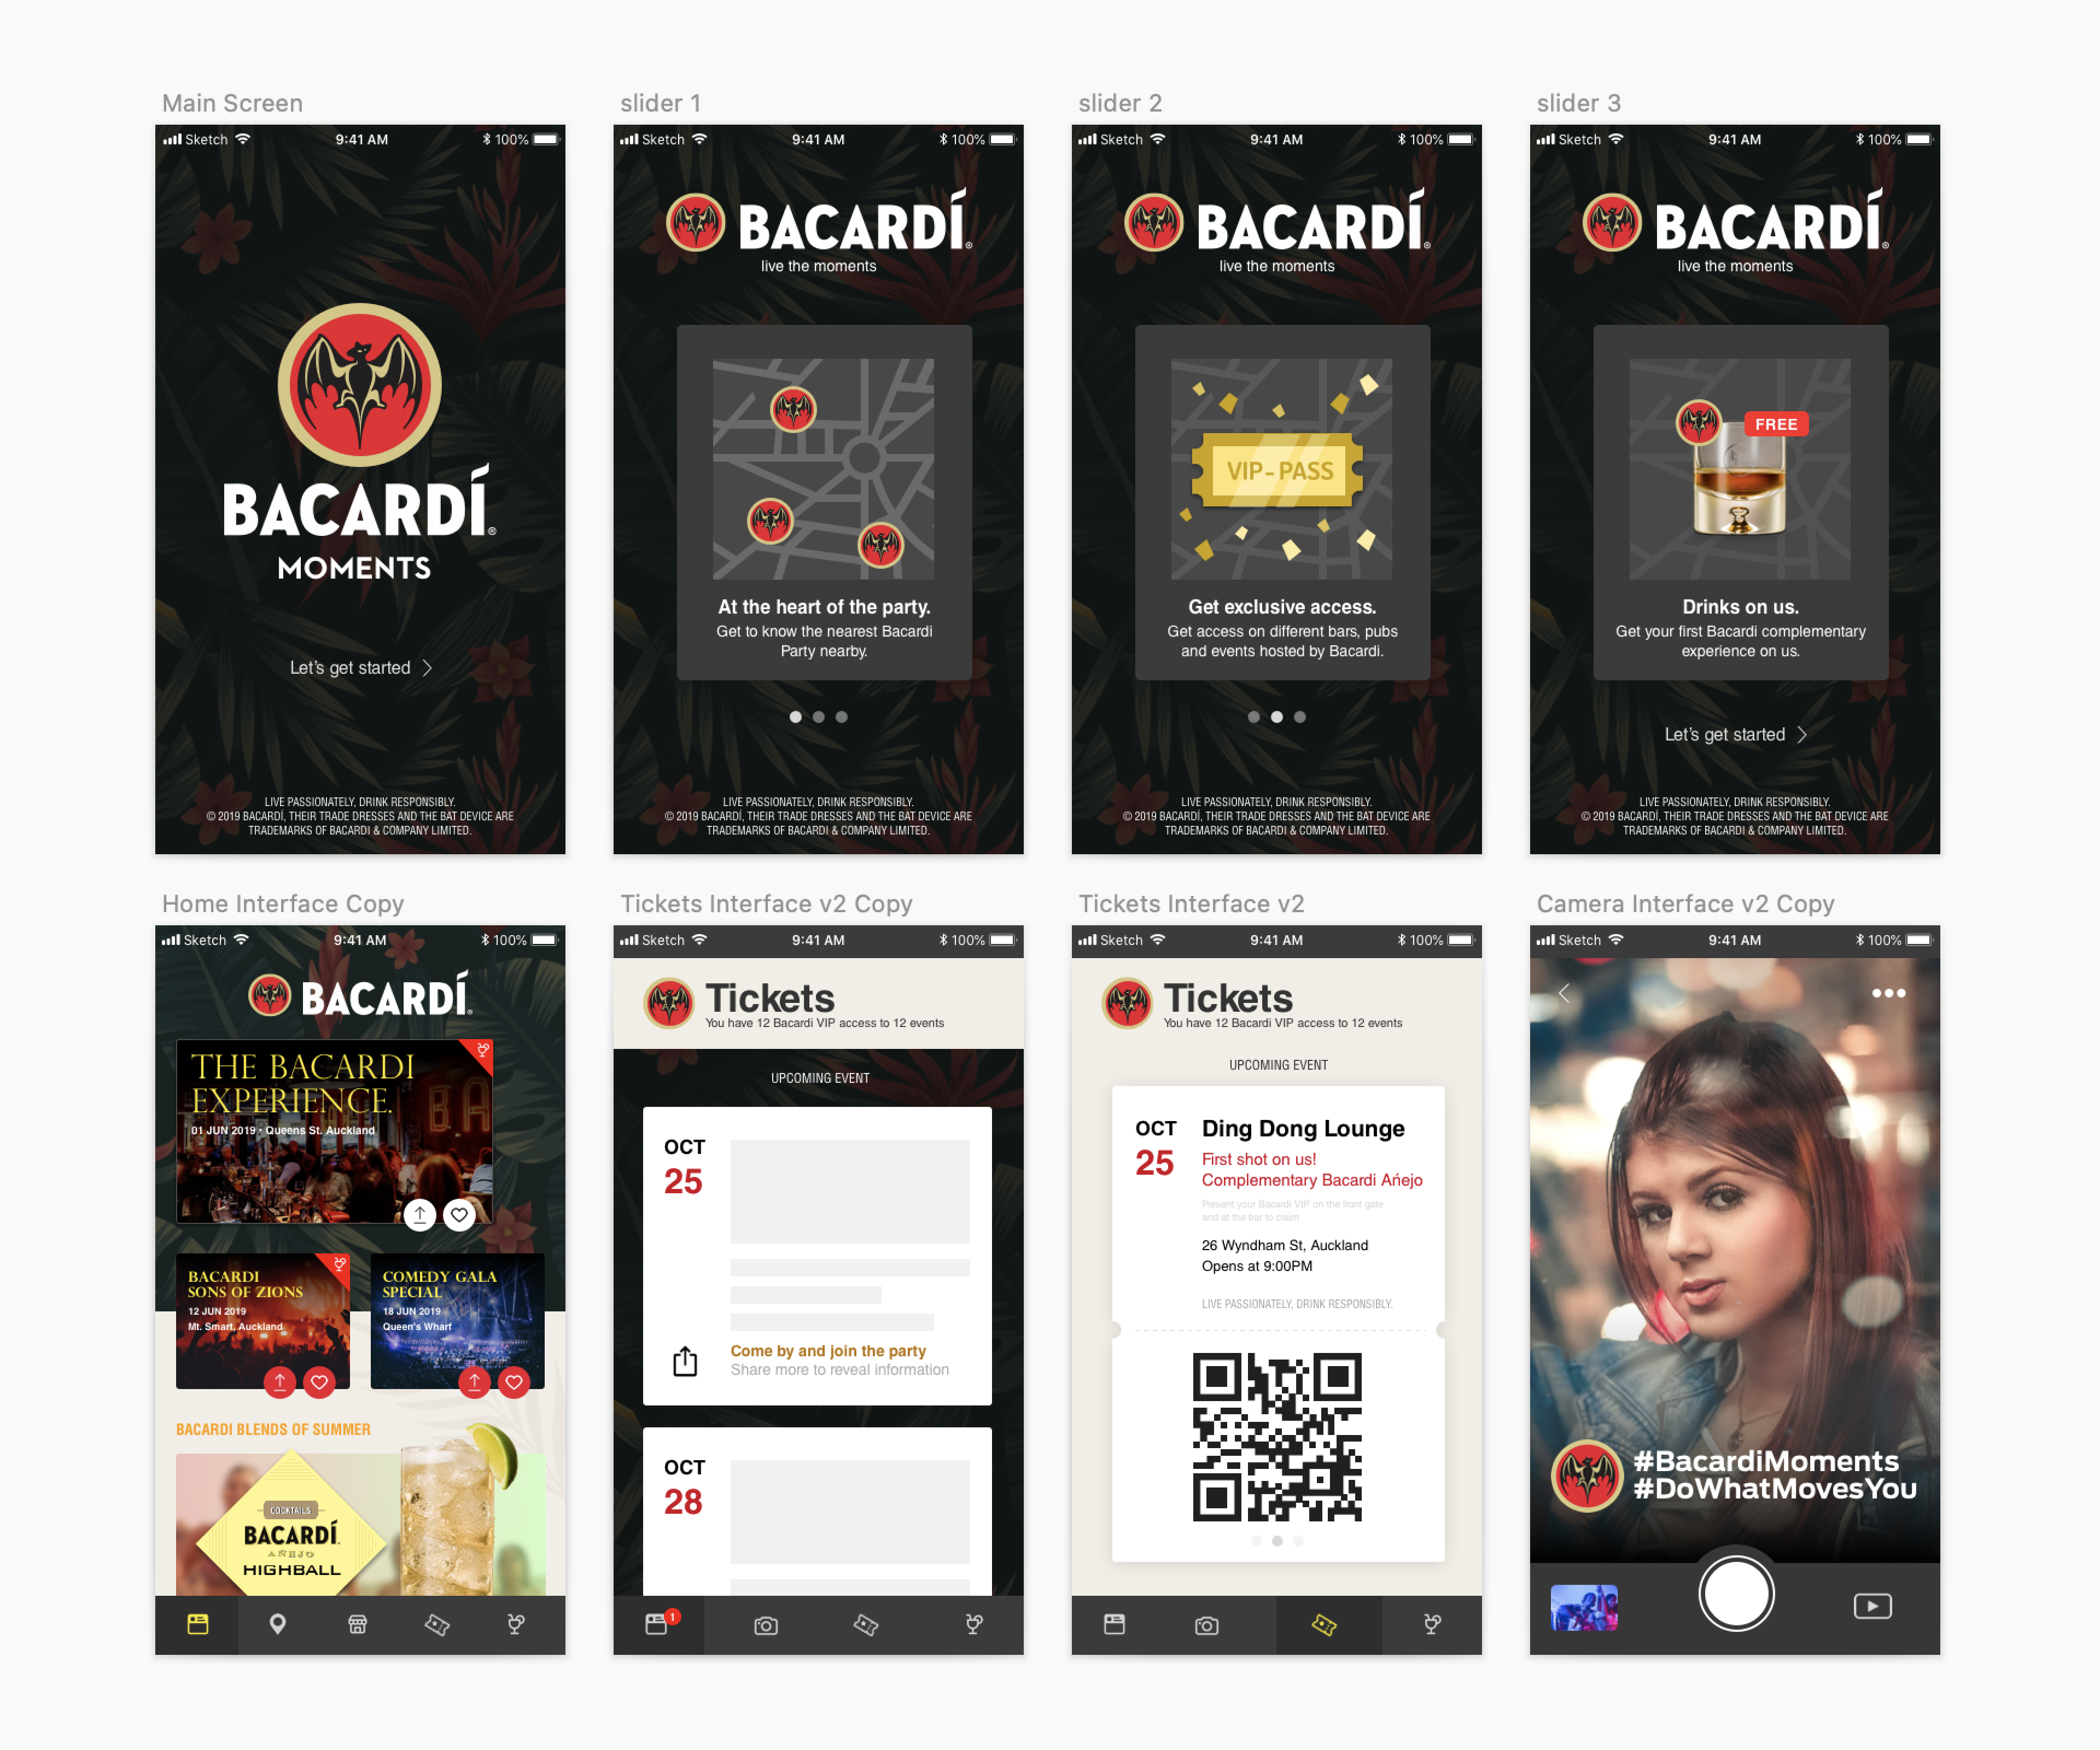 Main Screen
Sketch 9:41 AM 100%
BACARDÍ®
MOMENTS
Let's get started
LIVE PASSIONATELY, DRINK RESPONSIBLY.
© 2019 BACARDÍ, THEIR TRADE DRESSES AND THE BAT DEVICE ARE
TRADEMARKS OF BACARDI & COMPANY LIMITED.
slider 1
Sketch 9:41 AM 100%
BACARDÍ®
live the moments
At the heart of the party.
Get to know the nearest Bacardi
Party nearby.
LIVE PASSIONATELY, DRINK RESPONSIBLY.
© 2019 BACARDÍ, THEIR TRADE DRESSES AND THE BAT DEVICE ARE
TRADEMARKS OF BACARDI & COMPANY LIMITED.
slider 2
Sketch 9:41 AM 100%
BACARDÍ®
live the moments
VIP-PASS
Get exclusive access.
Get access on different bars, pubs
and events hosted by Bacardi.
LIVE PASSIONATELY, DRINK RESPONSIBLY.
© 2019 BACARDÍ, THEIR TRADE DRESSES AND THE BAT DEVICE ARE
TRADEMARKS OF BACARDI & COMPANY LIMITED.
slider 3
Sketch 9:41 AM 100%
BACARDÍ®
live the moments
FREE
Drinks on us.
Get your first Bacardi complementary
experience on us.
Let's get started
LIVE PASSIONATELY, DRINK RESPONSIBLY.
© 2019 BACARDÍ, THEIR TRADE DRESSES AND THE BAT DEVICE ARE
TRADEMARKS OF BACARDI & COMPANY LIMITED.
Home Interface Copy
Sketch 9:41 AM 100%
BACARDÍ®
THE BACARDI
EXPERIENCE.
BA
01 JUN 2019 • Queens St. Auckland
BACARDI
SONS OF ZIONS
12 JUN 2019
Mt. Smart, Auckland
COMEDY GALA
SPECIAL
18 JUN 2019
Queen's Wharf
BACARDI BLENDS OF SUMMER
COCKTAILS
BACARDÍ.
AÑEJO
HIGHBALL
Tickets Interface v2 Copy
Sketch 9:41 AM 100%
Tickets
You have 12 Bacardi VIP access to 12 events
UPCOMING EVENT
OCT
25
Come by and join the party
Share more to reveal information
OCT
28
1
Tickets Interface v2
Sketch 9:41 AM 100%
Tickets
You have 12 Bacardi VIP access to 12 events
UPCOMING EVENT
OCT
25
Ding Dong Lounge
First shot on us!
Complementary Bacardi Ańejo
Present your Bacardi VIP on the front gate
and at the bar to claim
26 Wyndham St, Auckland
Opens at 9:00PM
LIVE PASSIONATELY, DRINK RESPONSIBLY.
Camera Interface v2 Copy
Sketch 9:41 AM 100%
#BacardiMoments
#DoWhatMovesYou